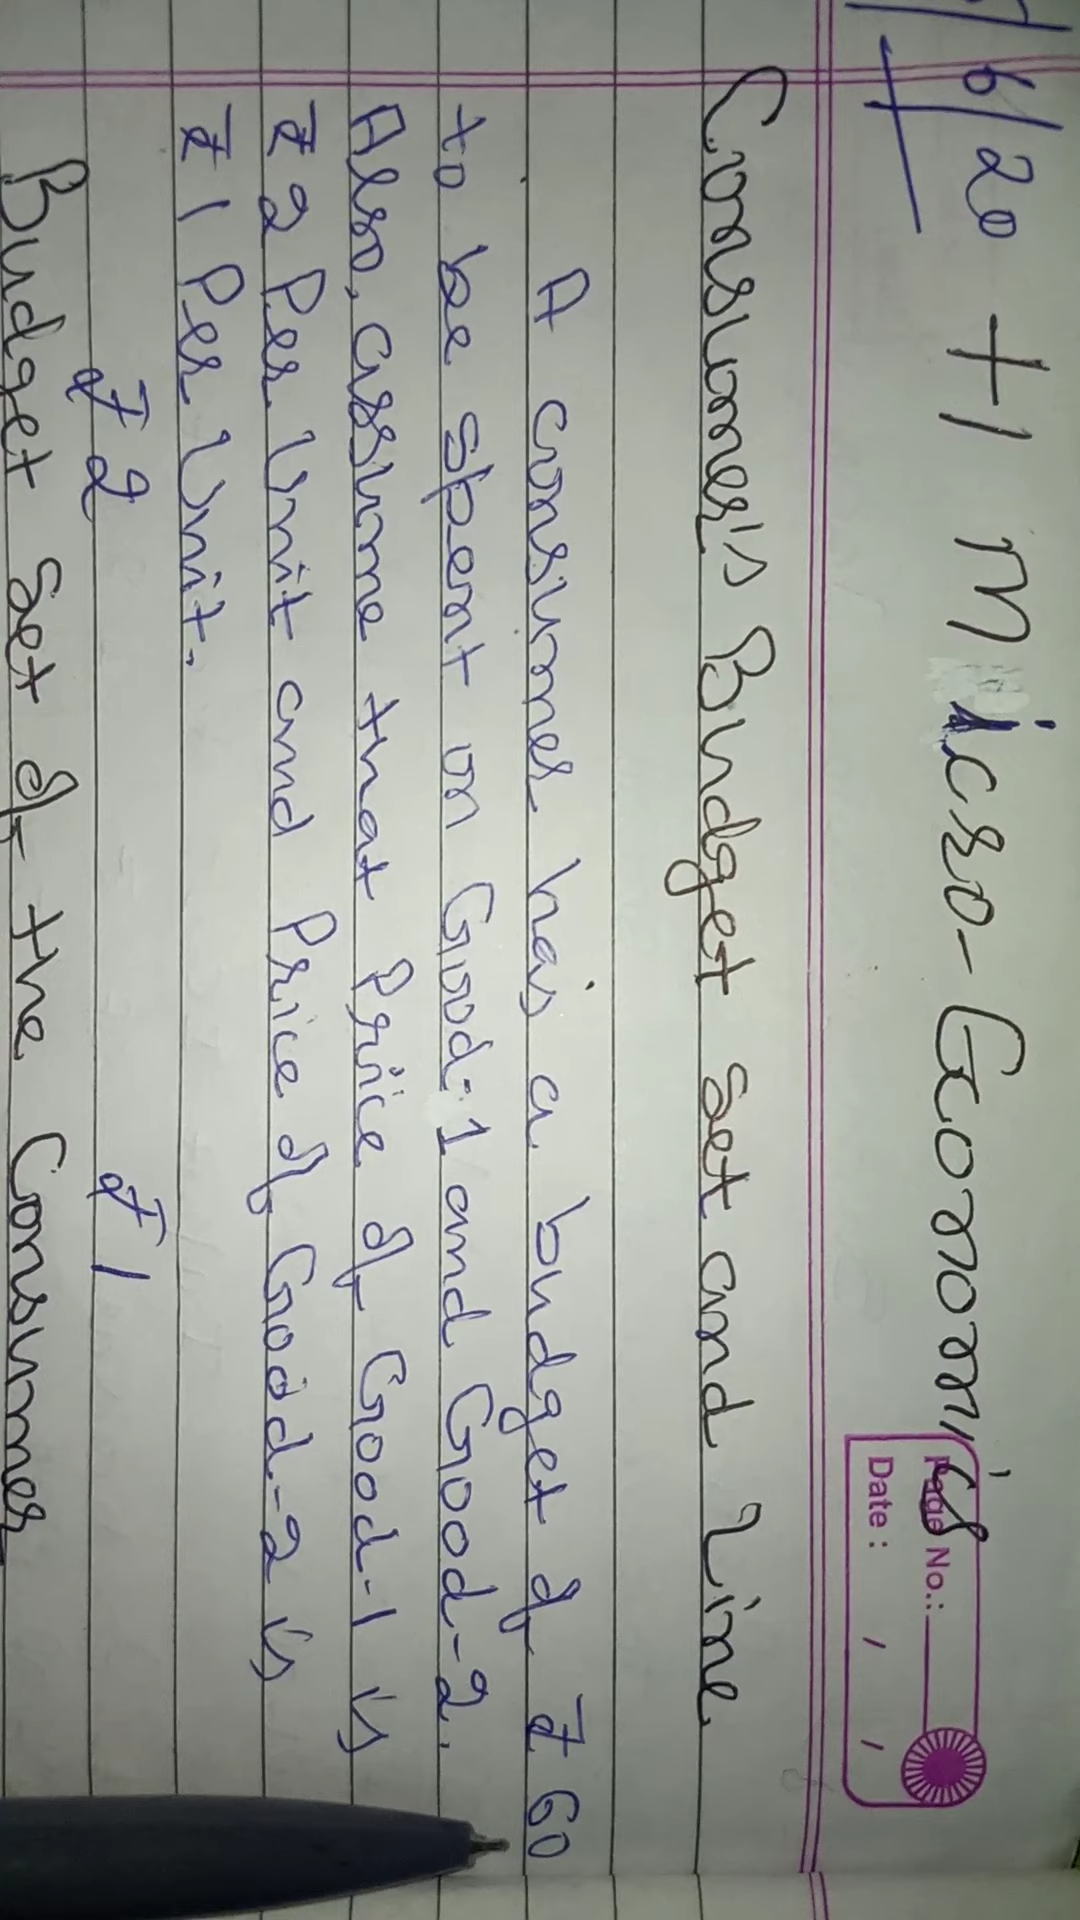 6/20 +1 Micro-Economics
Page No.:
Date : / /
Consumer's Budget Set and Line
A consumer has a budget of ₹ 60
to be spent on Good-1 and Good-2.
Also, assume that Price of Good-1 is
₹ 2 Per Unit and Price of Good-2 is
₹ 1 Per Unit.
₹ 2 ₹ 1
Budget Set of the Consumer